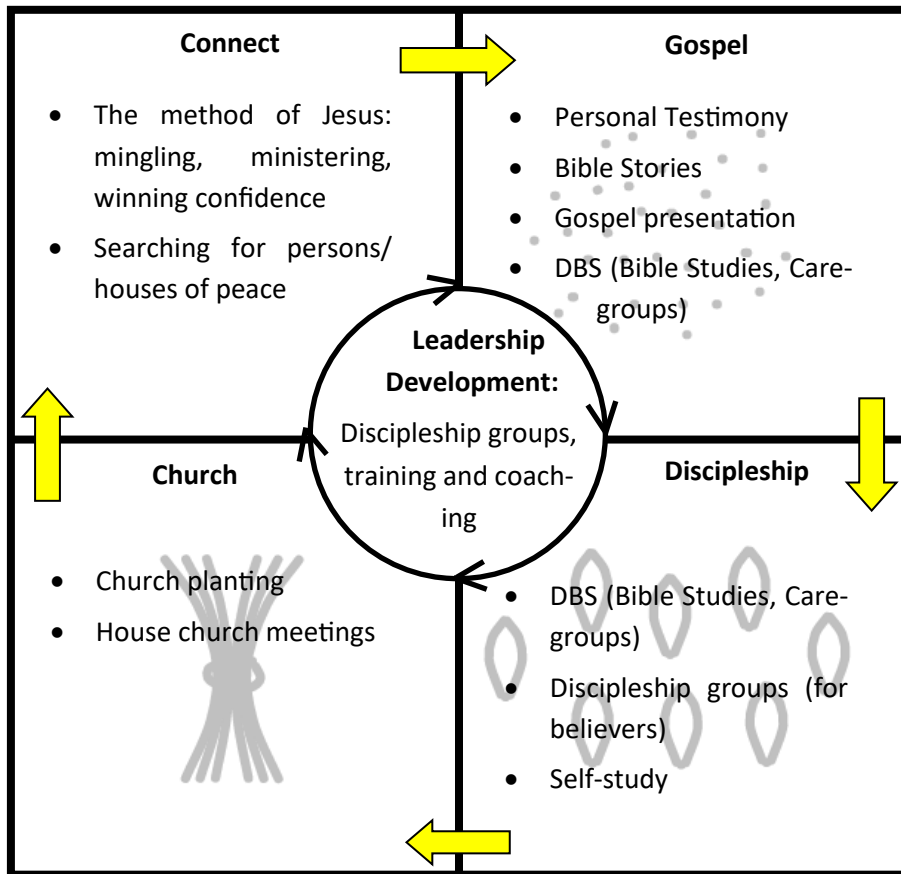 Connect
• The method of Jesus:
mingling, ministering,
winning confidence
• Searching for persons/
houses of peace
Gospel
• Personal Testimony
• Bible Stories
• Gospel presentation
• DBS (Bible Studies, Care-
groups)
Leadership
Development:
Discipleship groups,
training and coach-
ing
Church
• Church planting
• House church meetings
Discipleship
• DBS (Bible Studies, Care-
groups)
• Discipleship groups (for
believers)
• Self-study